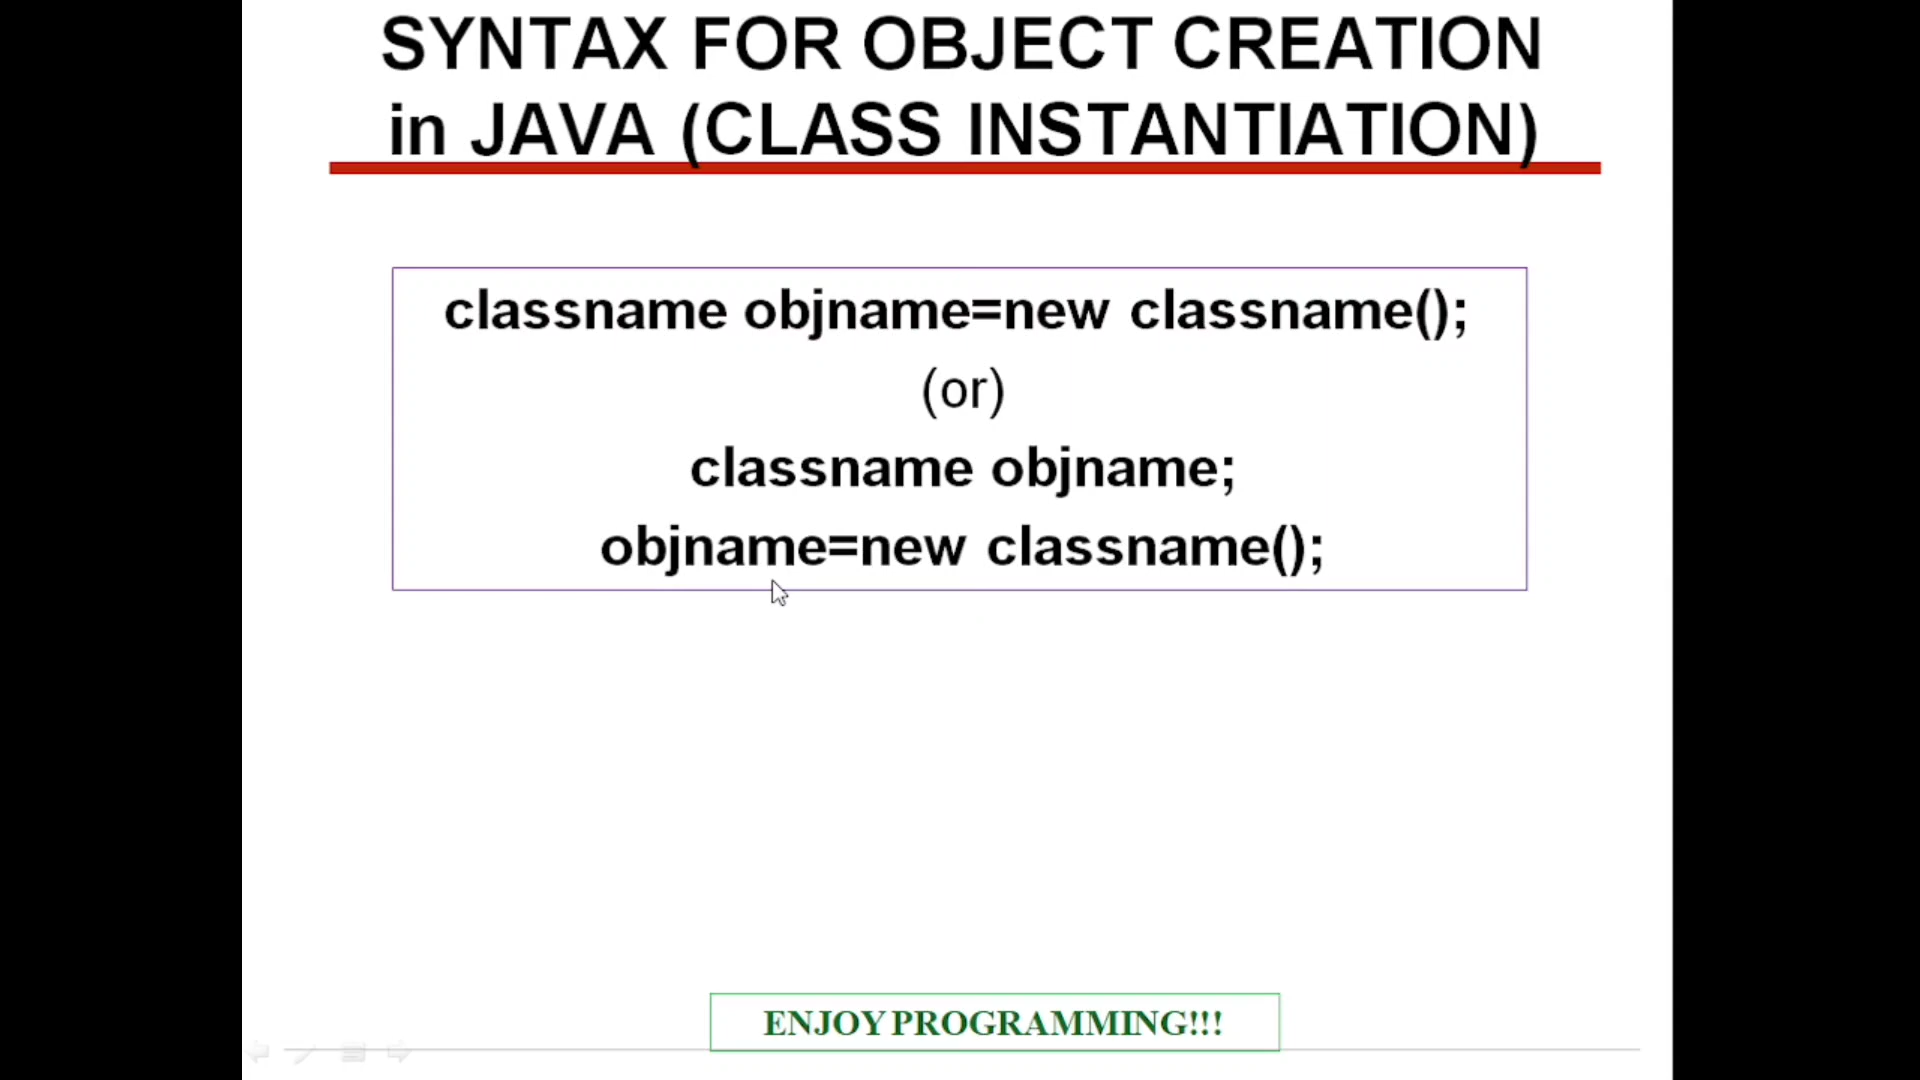 SYNTAX FOR OBJECT CREATION
in JAVA (CLASS INSTANTIATION)
classname objname=new classname();
(or)
classname objname;
objname=new classname();
ENJOY PROGRAMMING!!!